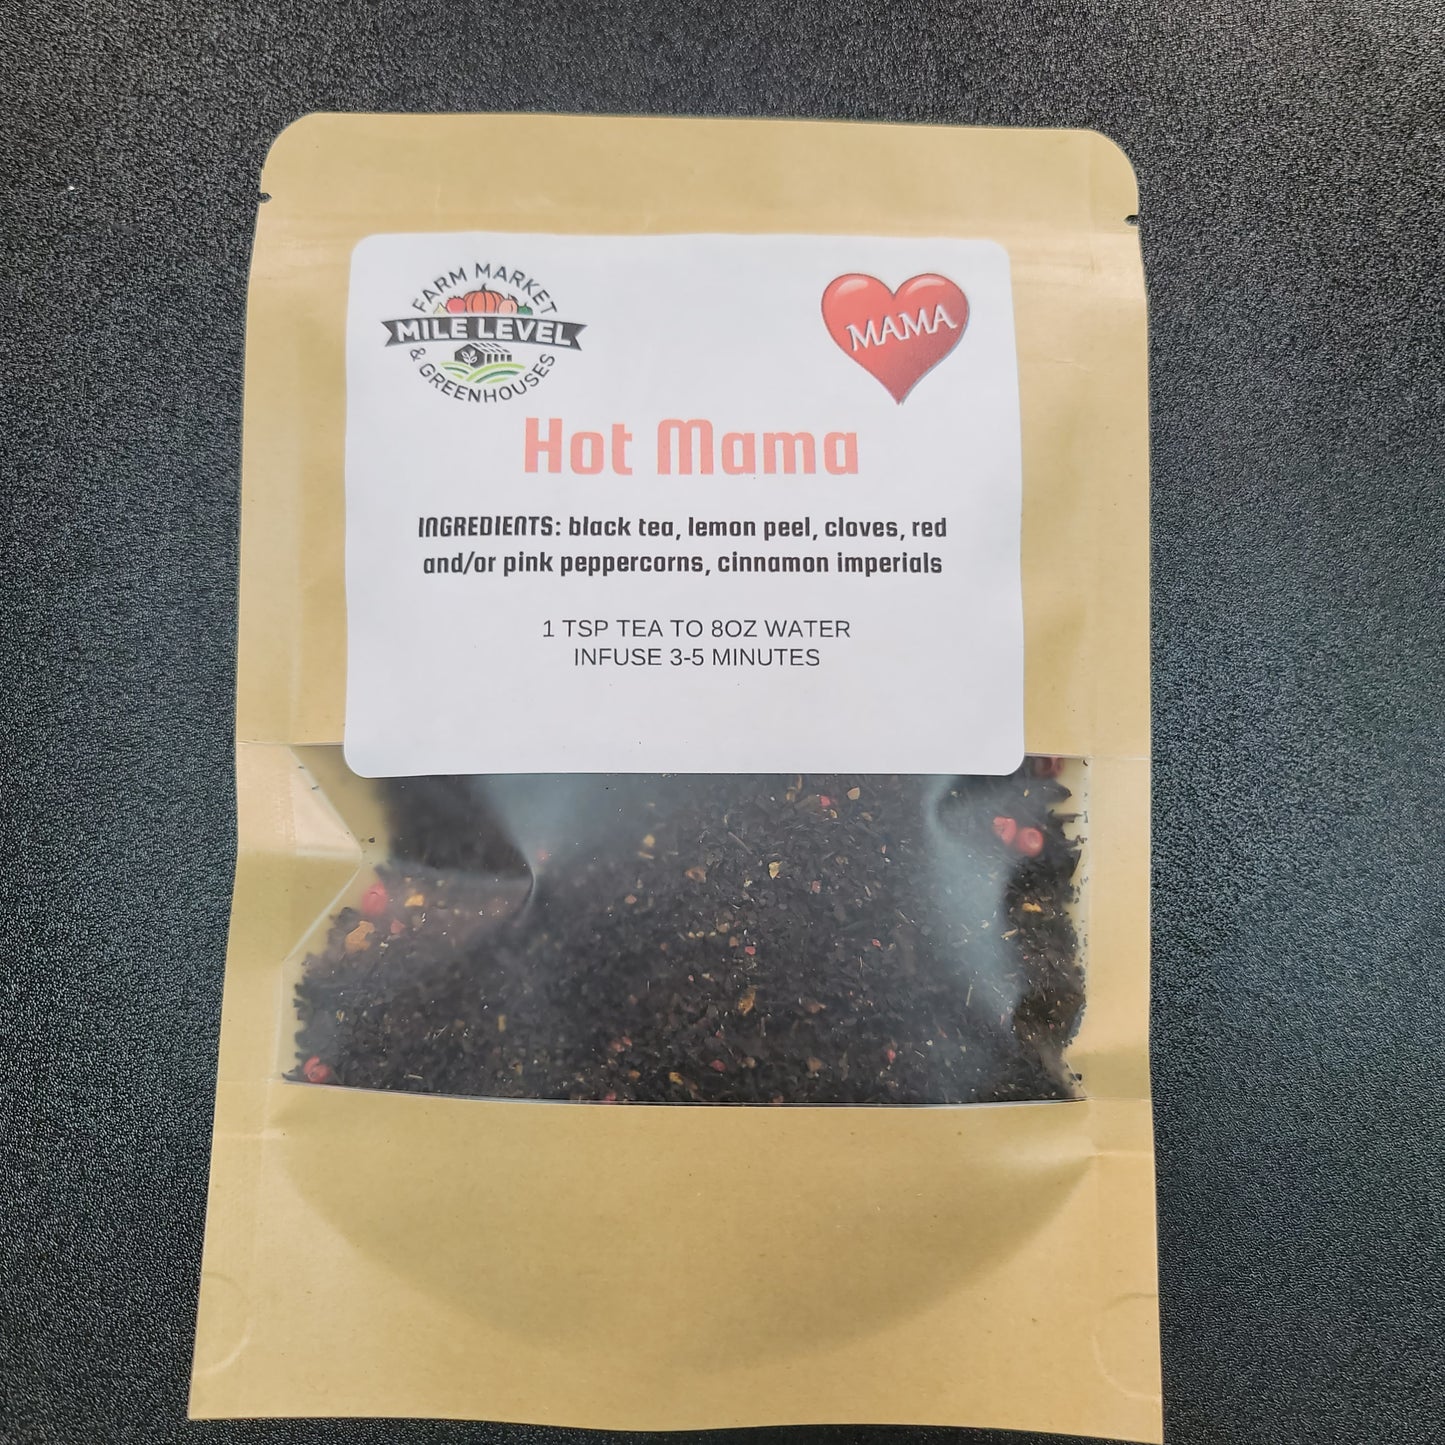 FARM MARKET
MILE LEVEL
& GREENHOUSES
MAMA
Hot Mama
INGREDIENTS: black tea, lemon peel, cloves, red
and/or pink peppercorns, cinnamon imperials
1 TSP TEA TO 8OZ WATER
INFUSE 3-5 MINUTES